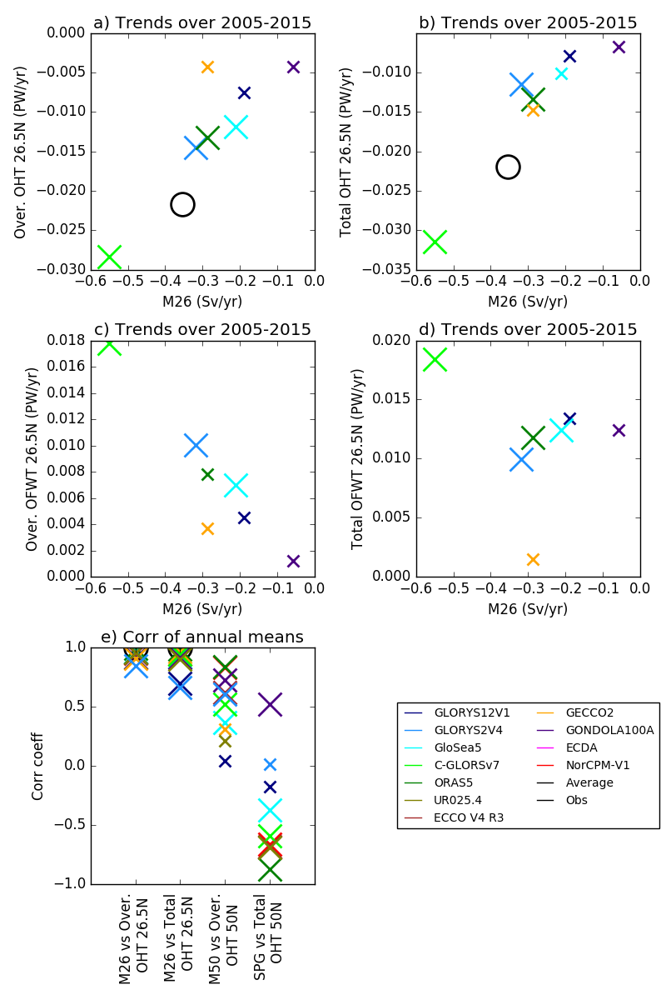 a) Trends over 2005-2015
0.000
−0.005
−0.010
−0.015
−0.020
−0.025
−0.030
Over. OHT 26.5N (PW/yr)
−0.6 −0.5 −0.4 −0.3 −0.2 −0.1 0.0
M26 (Sv/yr)
b) Trends over 2005-2015
−0.010
−0.015
−0.020
−0.025
−0.030
−0.035
Total OHT 26.5N (PW/yr)
−0.6 −0.5 −0.4 −0.3 −0.2 −0.1 0.0
M26 (Sv/yr)
c) Trends over 2005-2015
0.018
0.016
0.014
0.012
0.010
0.008
0.006
0.004
0.002
0.000
Over. OFWT 26.5N (PW/yr)
−0.6 −0.5 −0.4 −0.3 −0.2 −0.1 0.0
M26 (Sv/yr)
d) Trends over 2005-2015
0.020
0.015
0.010
0.005
0.000
Total OFWT 26.5N (PW/yr)
−0.6 −0.5 −0.4 −0.3 −0.2 −0.1 0.0
M26 (Sv/yr)
e) Corr of annual means
1.0
0.5
0.0
−0.5
−1.0
Corr coeff
M26 vs Over.
OHT 26.5N
M26 vs Total
OHT 26.5N
M50 vs Over.
OHT 50N
SPG vs Total
OHT 50N
GLORYS12V1
GLORYS2V4
GloSea5
C-GLORSv7
ORAS5
UR025.4
ECCO V4 R3
GECCO2
GONDOLA100A
ECDA
NorCPM-V1
Average
Obs